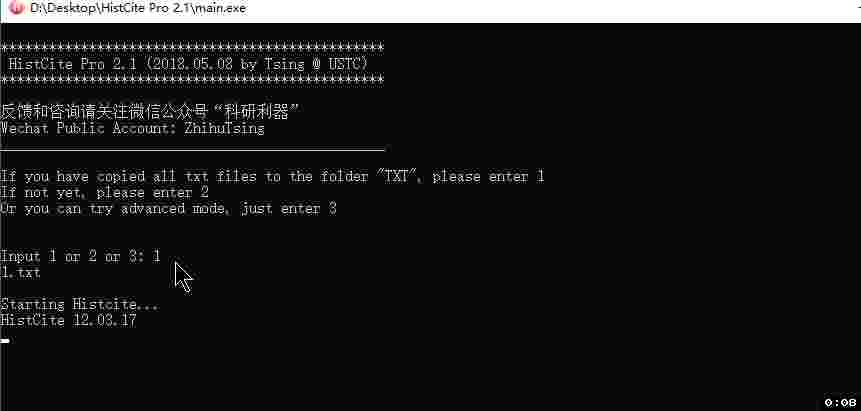 D:\Desktop\HistCite Pro 2.1\main.exe
************************************************
HistCite Pro 2.1 (2018.05.08 by Tsing @ USTC)
************************************************
反馈和咨询请关注微信公众号“科研利器”
Wechat Public Account: ZhihuTsing
If you have copied all txt files to the folder "TXT", please enter 1
If not yet, please enter 2
Or you can try advanced mode, just enter 3
Input 1 or 2 or 3: 1
1.txt
Starting Histcite...
HistCite 12.03.17
0:08